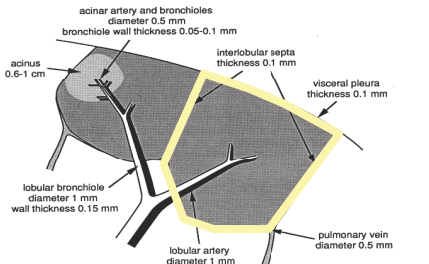 acinar artery and bronchioles
diameter 0.5 mm
bronchiole wall thickness 0.05-0.1 mm
acinus
0.6-1 cm
interlobular septa
thickness 0.1 mm
visceral pleura
thickness 0.1 mm
lobular bronchiole
diameter 1 mm
wall thickness 0.15 mm
lobular artery
diameter 1 mm
pulmonary vein
diameter 0.5 mm